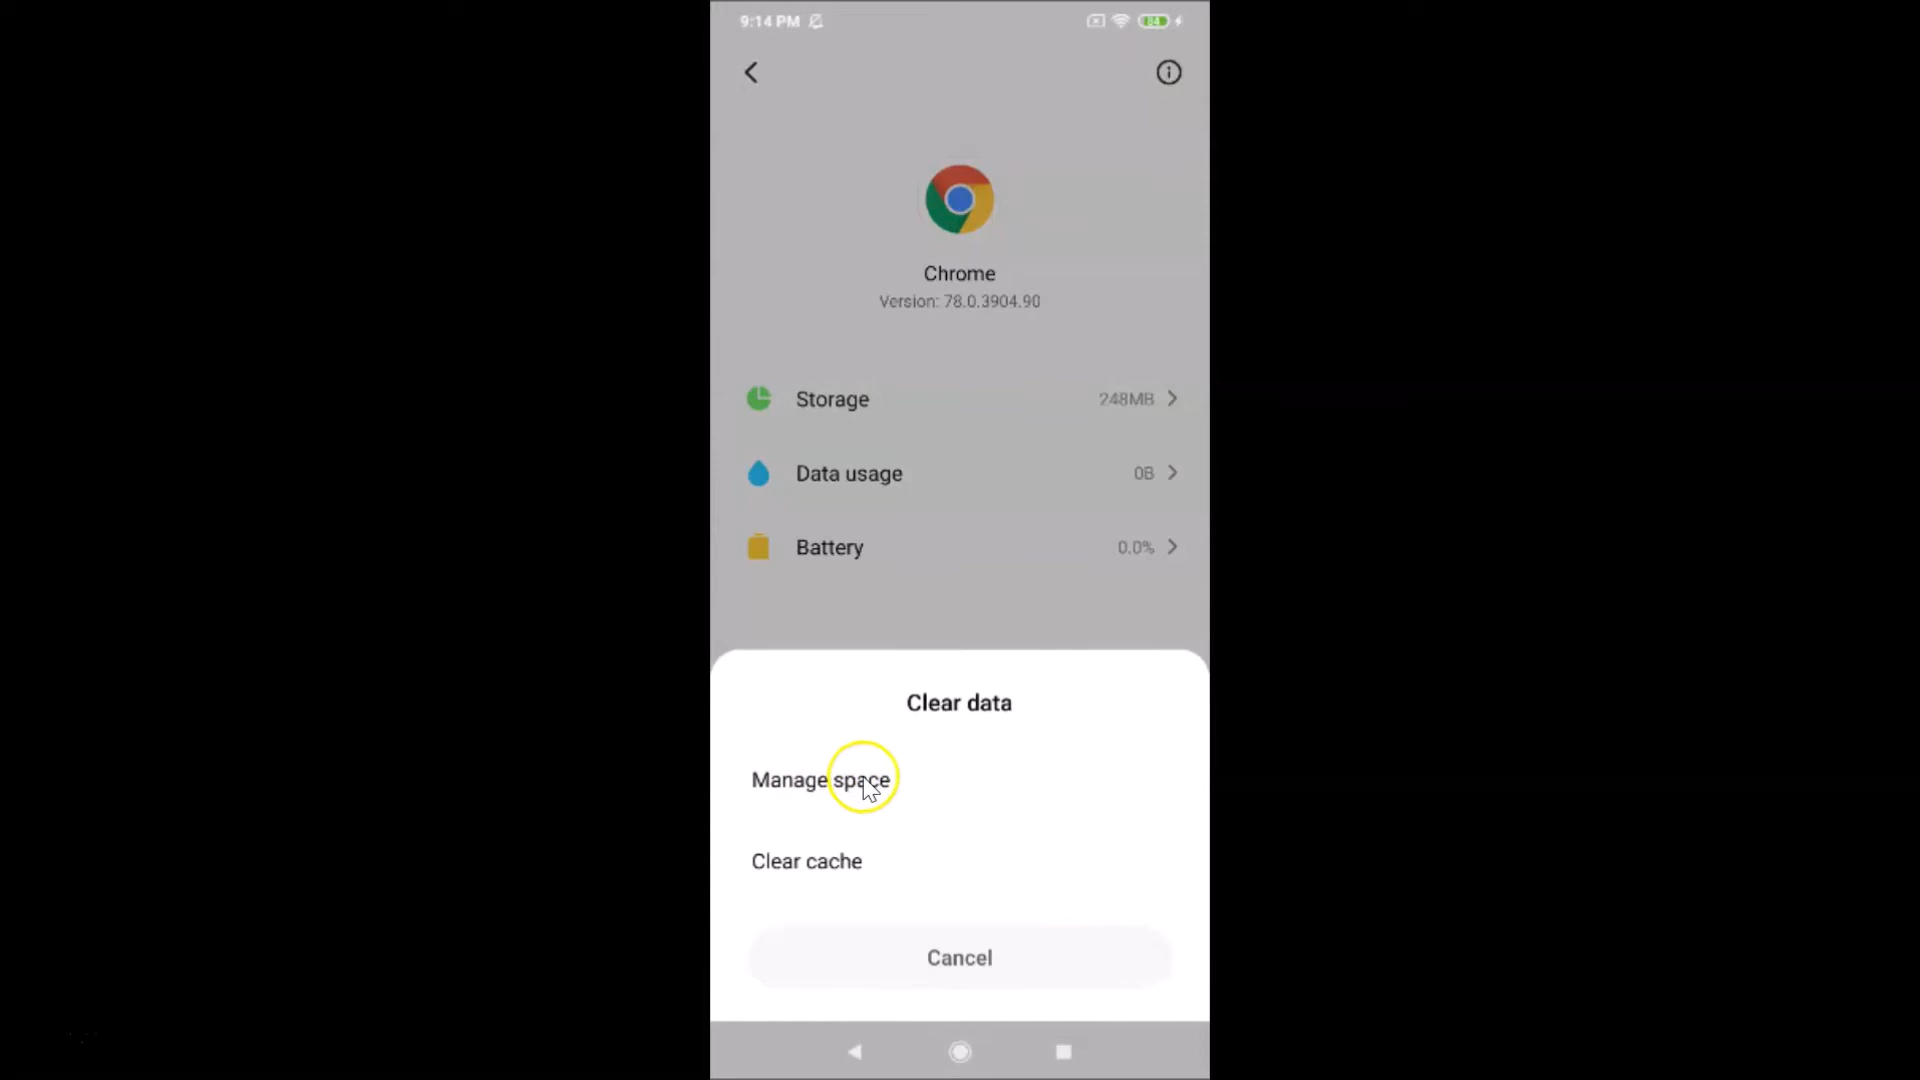 9:14 PM
84
Chrome
Version: 78.0.3904.90
Storage 248MB
Data usage 0B
Battery 0.0%
Clear data
Manage space
Clear cache
Cancel